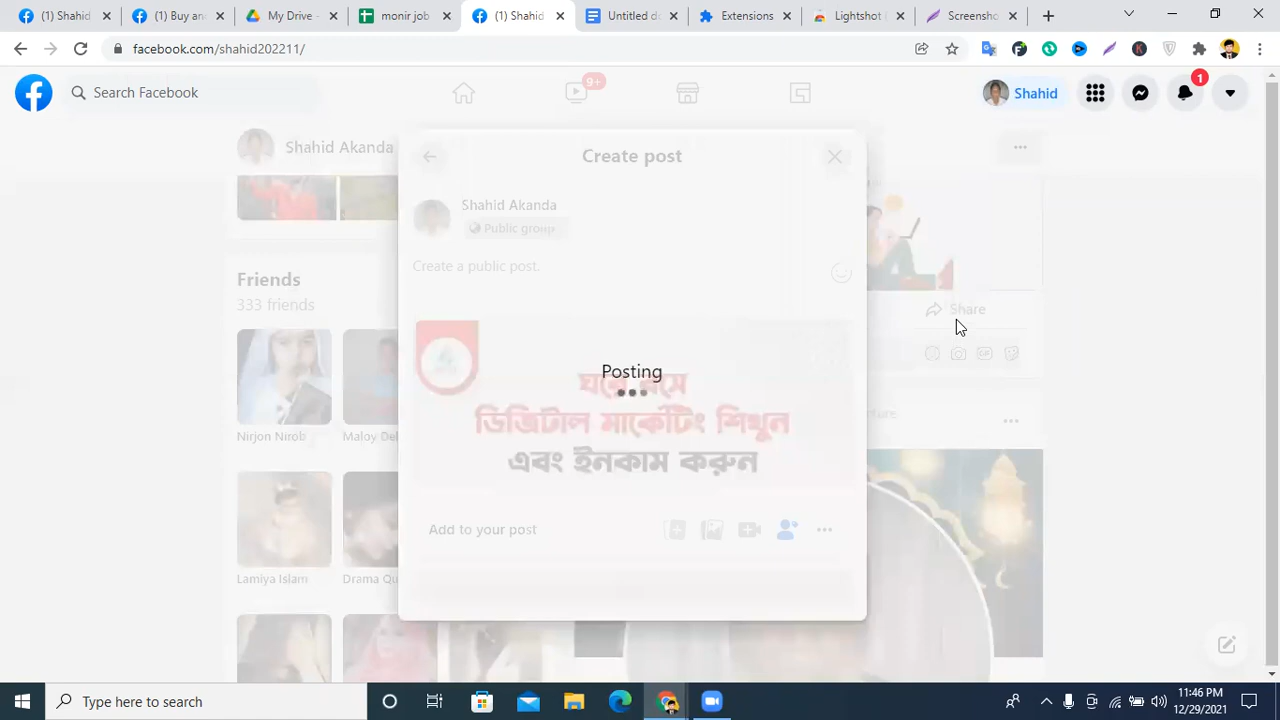 (1) Shahid
(1) Buy an
My Drive -
monir job
(1) Shahid
Untitled d
Extensions
Lightshot
Screensho
facebook.com/shahid202211/
Search Facebook
9+
Shahid
1
Shahid Akanda
Create post
Shahid Akanda
Public group
Create a public post.
Share
Friends
333 friends
Posting
ঘরে বসে
ডিজিটাল মার্কেটিং শিখুন
এবং ইনকাম করুন
Nirjon Nirob
Maloy Del
Add to your post
Lamiya Islam
Drama Qu
Type here to search
11:46 PM
12/29/2021